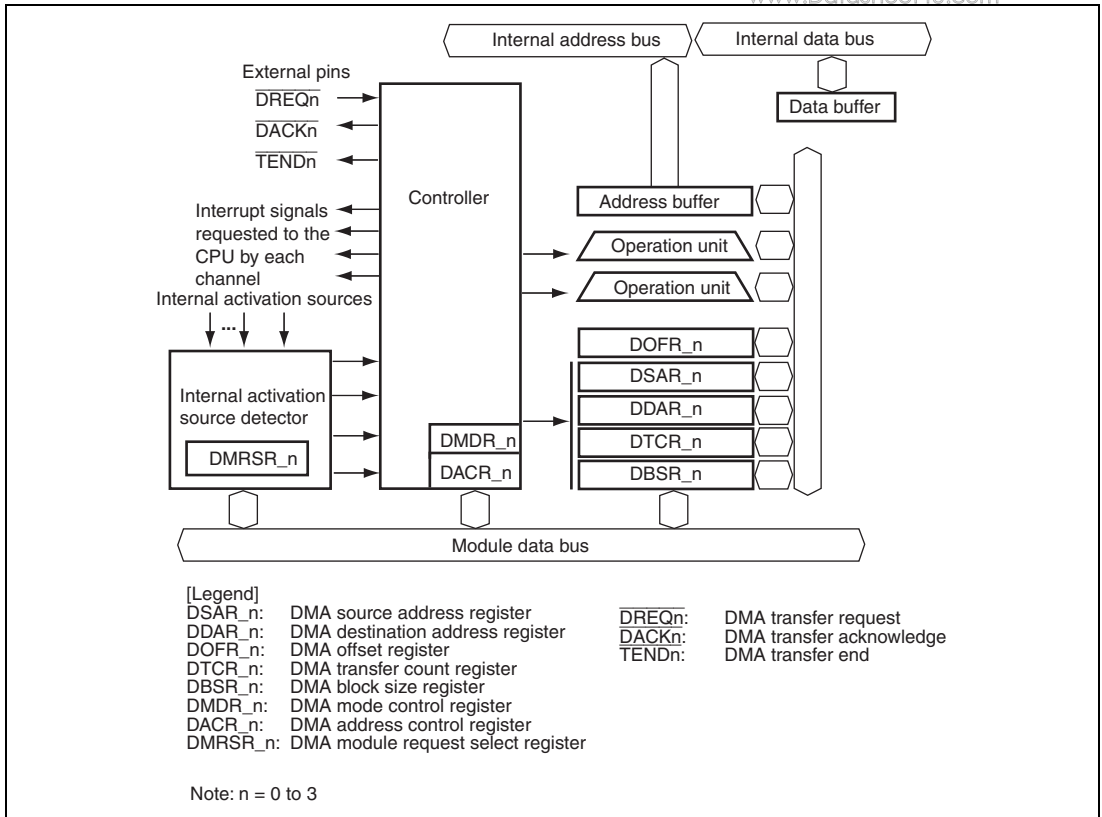 Internal address bus
Internal data bus
External pins
DREQn
DACKn
TENDn
Data buffer
Controller
Address buffer
Interrupt signals
requested to the
CPU by each
channel
Operation unit
Operation unit
Internal activation sources
...
DOFR_n
DSAR_n
DDAR_n
DTCR_n
DBSR_n
Internal activation
source detector
DMRSR_n
DMDR_n
DACR_n
Module data bus
[Legend]
DSAR_n: DMA source address register
DDAR_n: DMA destination address register
DOFR_n: DMA offset register
DTCR_n: DMA transfer count register
DBSR_n: DMA block size register
DMDR_n: DMA mode control register
DACR_n: DMA address control register
DMRSR_n: DMA module request select register
DREQn: DMA transfer request
DACKn: DMA transfer acknowledge
TENDn: DMA transfer end
Note: n = 0 to 3